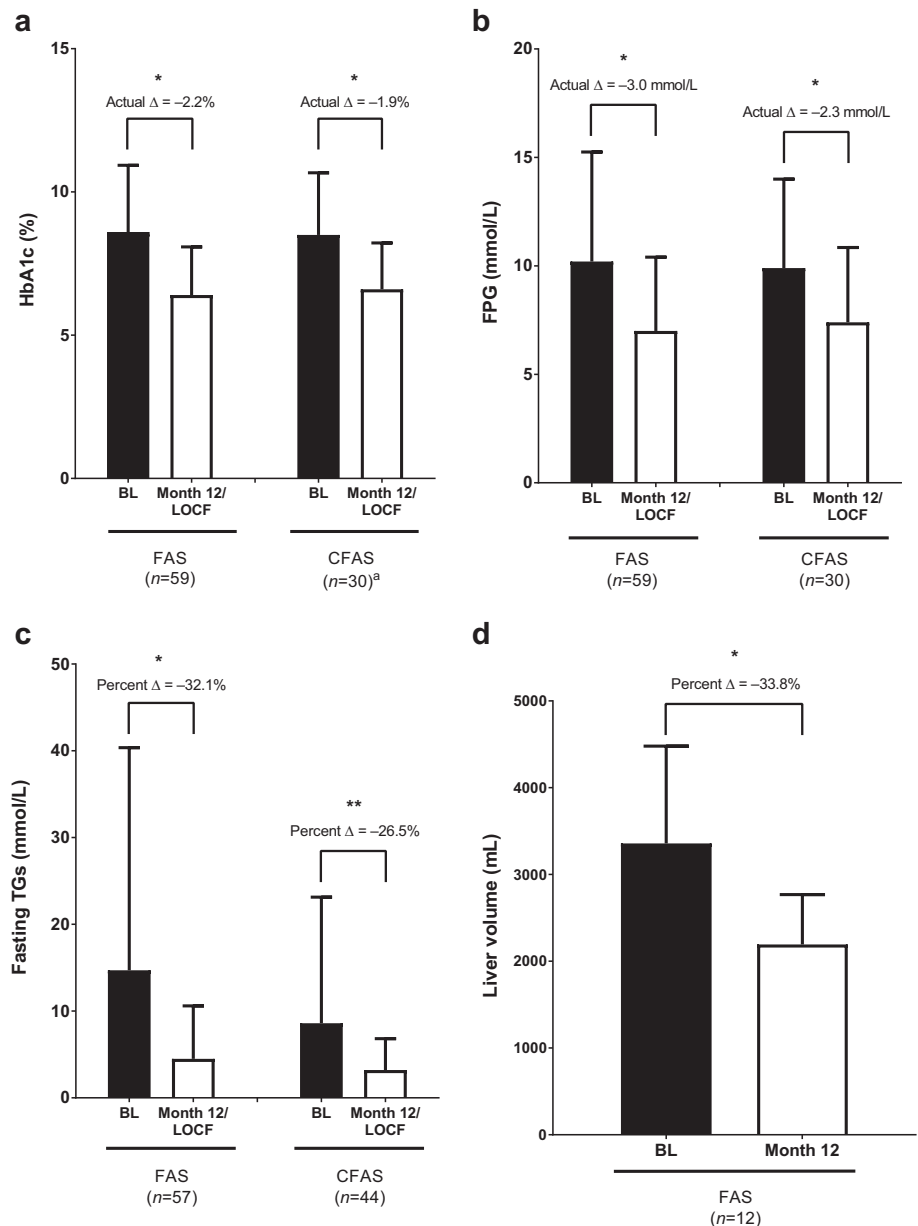 a
15
10
5
0
HbA1c (%)
*
Actual Δ = –2.2%
*
Actual Δ = –1.9%
BL
Month 12/
LOCF
BL
Month 12/
LOCF
FAS
(n=59)
CFAS
(n=30)a
b
20
15
10
5
0
FPG (mmol/L)
*
Actual Δ = –3.0 mmol/L
*
Actual Δ = –2.3 mmol/L
BL
Month 12/
LOCF
BL
Month 12/
LOCF
FAS
(n=59)
CFAS
(n=30)
c
50
40
30
20
10
0
Fasting TGs (mmol/L)
*
Percent Δ = –32.1%
**
Percent Δ = –26.5%
BL
Month 12/
LOCF
BL
Month 12/
LOCF
FAS
(n=57)
CFAS
(n=44)
d
5000
4000
3000
2000
1000
0
Liver volume (mL)
*
Percent Δ = –33.8%
BL
Month 12
FAS
(n=12)